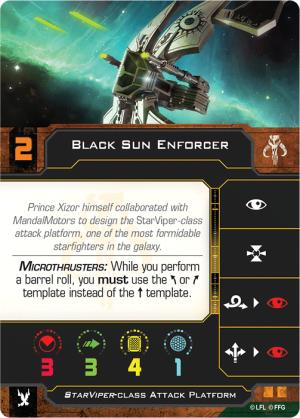 2 BLACK SUN ENFORCER
Prince Xizor himself collaborated with
MandalMotors to design the StarViper-class
attack platform, one of the most formidable
starfighters in the galaxy.
MICROTHRUSTERS: While you perform
a barrel roll, you must use the ↰ or ↱
template instead of the ↑ template.
3 3 4 1
STARVIPER-CLASS ATTACK PLATFORM
©LFL ©FFG